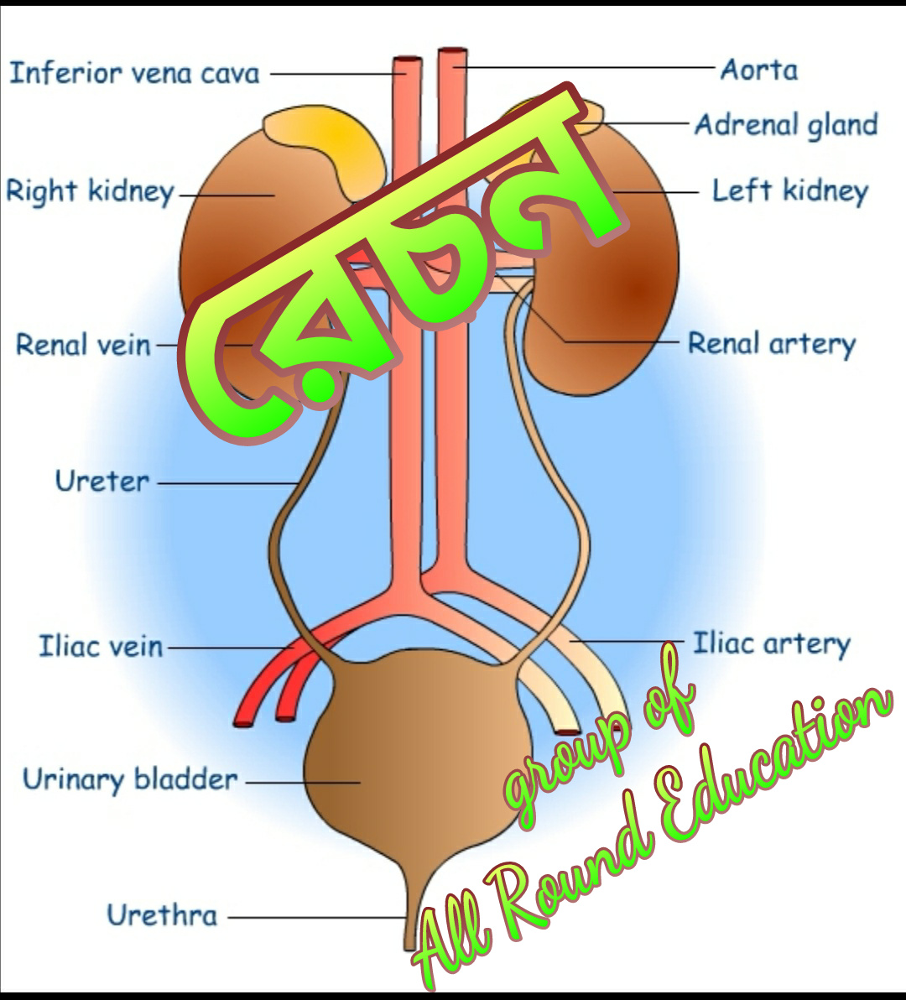 Inferior vena cava
Aorta
Adrenal gland
Right kidney
Left kidney
রেচন
Renal vein
Renal artery
Ureter
Iliac vein
Iliac artery
group of
Urinary bladder
All Round Education
Urethra